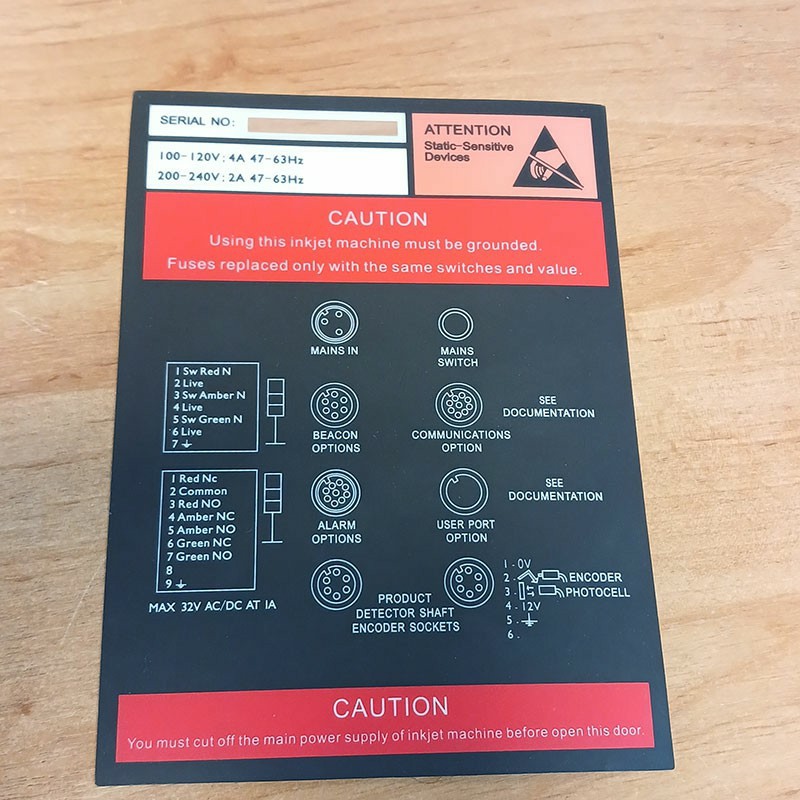 SERIAL NO:
100-120V: 4A 47-63Hz
200-240V: 2A 47-63Hz
ATTENTION
Static-Sensitive
Devices
CAUTION
Using this inkjet machine must be grounded.
Fuses replaced only with the same switches and value.
MAINS IN
MAINS
SWITCH
1 Sw Red N
2 Live
3 Sw Amber N
4 Live
5 Sw Green N
6 Live
7
BEACON
OPTIONS
COMMUNICATIONS
OPTION
SEE
DOCUMENTATION
1 Red Nc
2 Common
3 Red NO
4 Amber NC
5 Amber NO
6 Green NC
7 Green NO
8
9
MAX 32V AC/DC AT 1A
ALARM
OPTIONS
USER PORT
OPTION
SEE
DOCUMENTATION
PRODUCT
DETECTOR SHAFT
ENCODER SOCKETS
1 - 0V
2 - ENCODER
3 - PHOTOCELL
4 - 12V
5 -
6 -
CAUTION
You must cut off the main power supply of inkjet machine before open this door.